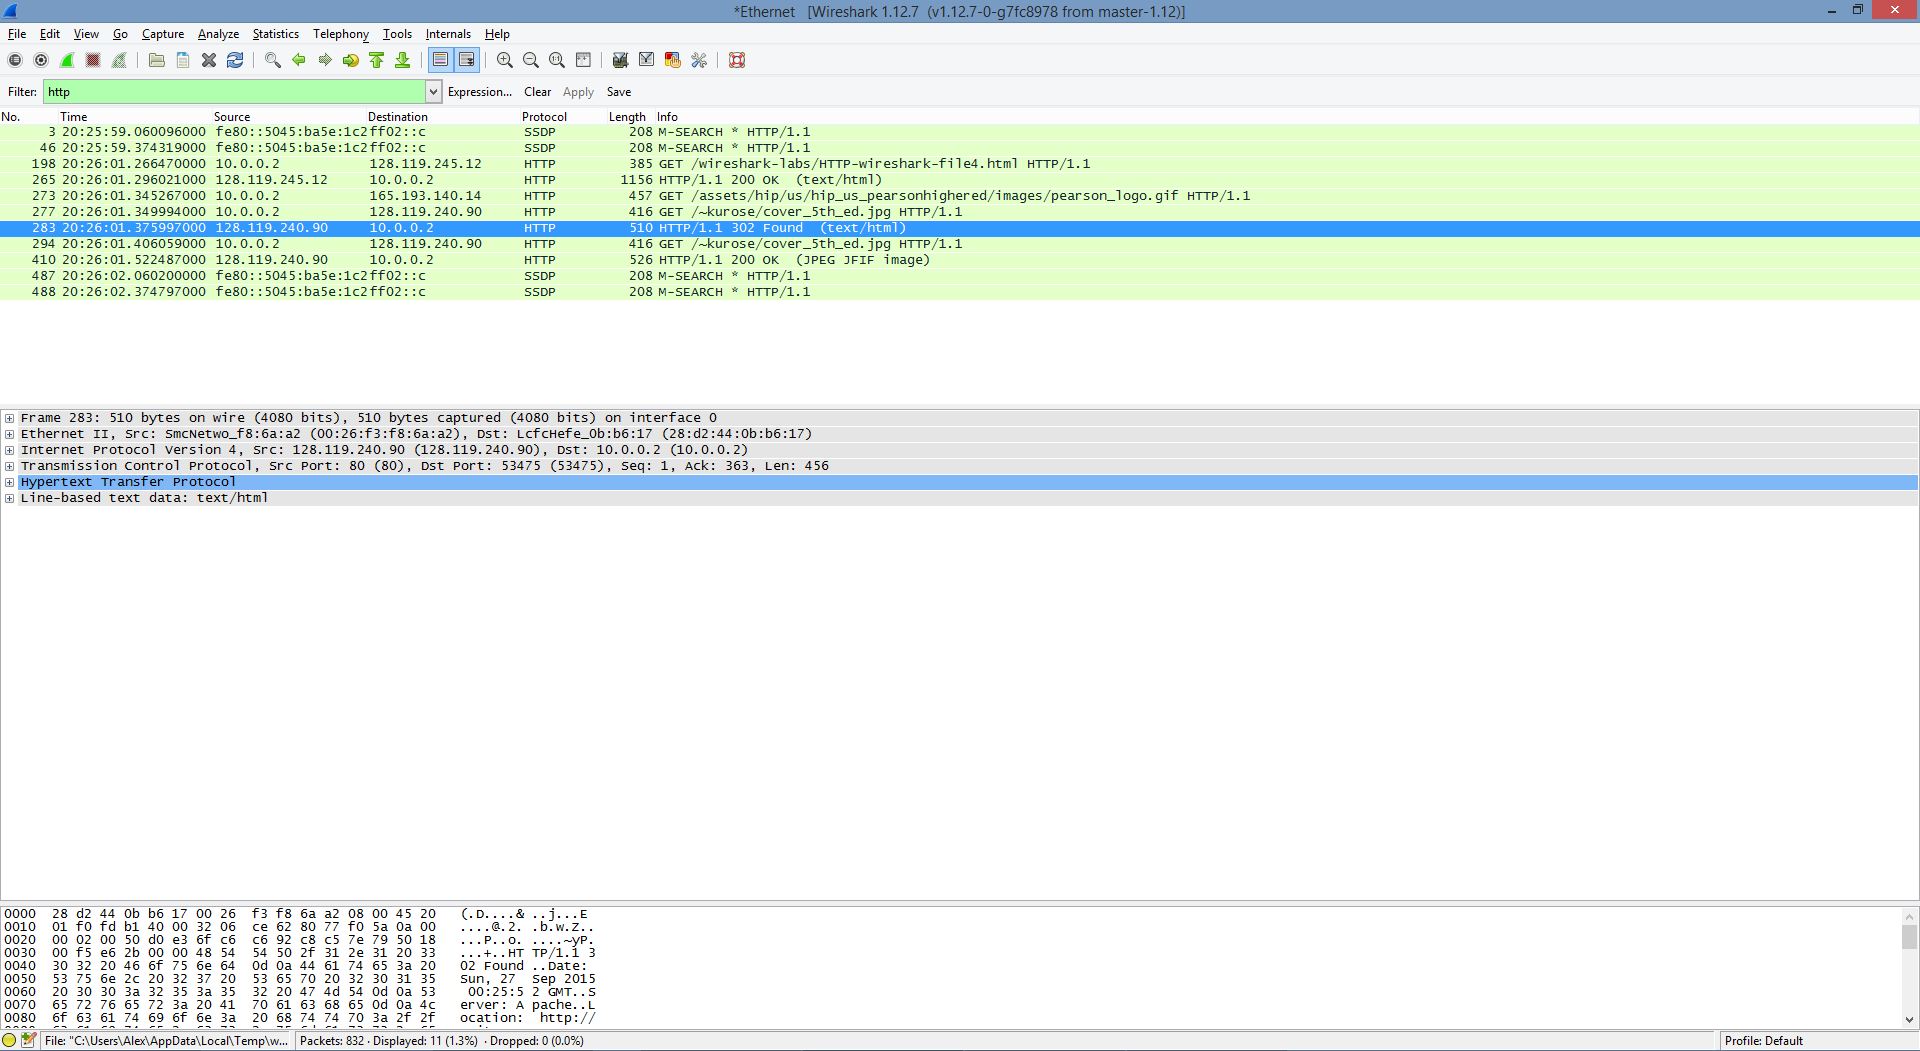 *Ethernet [Wireshark 1.12.7 (v1.12.7-0-g7fc8978 from master-1.12)]
File Edit View Go Capture Analyze Statistics Telephony Tools Internals Help
Filter: http Expression... Clear Apply Save
No. Time Source Destination Protocol Length Info
3 20:25:59.060096000 fe80::5045:ba5e:1c2 ff02::c SSDP 208 M-SEARCH * HTTP/1.1
46 20:25:59.374319000 fe80::5045:ba5e:1c2 ff02::c SSDP 208 M-SEARCH * HTTP/1.1
198 20:26:01.266470000 10.0.0.2 128.119.245.12 HTTP 385 GET /wireshark-labs/HTTP-wireshark-file4.html HTTP/1.1
265 20:26:01.296021000 128.119.245.12 10.0.0.2 HTTP 1156 HTTP/1.1 200 OK (text/html)
273 20:26:01.345267000 10.0.0.2 165.193.140.14 HTTP 457 GET /assets/hip/us/hip_us_pearsonhighered/images/pearson_logo.gif HTTP/1.1
277 20:26:01.349994000 10.0.0.2 128.119.240.90 HTTP 416 GET /~kurose/cover_5th_ed.jpg HTTP/1.1
283 20:26:01.375997000 128.119.240.90 10.0.0.2 HTTP 510 HTTP/1.1 302 Found (text/html)
294 20:26:01.406059000 10.0.0.2 128.119.240.90 HTTP 416 GET /~kurose/cover_5th_ed.jpg HTTP/1.1
410 20:26:01.522487000 128.119.240.90 10.0.0.2 HTTP 526 HTTP/1.1 200 OK (JPEG JFIF image)
487 20:26:02.060200000 fe80::5045:ba5e:1c2 ff02::c SSDP 208 M-SEARCH * HTTP/1.1
488 20:26:02.374797000 fe80::5045:ba5e:1c2 ff02::c SSDP 208 M-SEARCH * HTTP/1.1
Frame 283: 510 bytes on wire (4080 bits), 510 bytes captured (4080 bits) on interface 0
Ethernet II, Src: SmcNetwo_f8:6a:a2 (00:26:f3:f8:6a:a2), Dst: LcfcHefe_0b:b6:17 (28:d2:44:0b:b6:17)
Internet Protocol Version 4, Src: 128.119.240.90 (128.119.240.90), Dst: 10.0.0.2 (10.0.0.2)
Transmission Control Protocol, Src Port: 80 (80), Dst Port: 53475 (53475), Seq: 1, Ack: 363, Len: 456
Hypertext Transfer Protocol
Line-based text data: text/html
0000 28 d2 44 0b b6 17 00 26 f3 f8 6a a2 08 00 45 20 (.D....& ..j...E
0010 01 f0 fd b1 40 00 32 06 ce 62 80 77 f0 5a 0a 00 ....@.2. .b.w.Z..
0020 00 02 00 50 d0 e3 6f c6 c6 92 c8 c5 7e 79 50 18 ...P..o. ....~yP.
0030 00 f5 e6 2b 00 00 48 54 54 50 2f 31 2e 31 20 33 ...+..HT TP/1.1 3
0040 30 32 20 46 6f 75 6e 64 0d 0a 44 61 74 65 3a 20 02 Found ..Date:
0050 53 75 6e 2c 20 32 37 20 53 65 70 20 32 30 31 35 Sun, 27 Sep 2015
0060 20 30 30 3a 32 35 3a 35 32 20 47 4d 54 0d 0a 53 00:25:5 2 GMT..S
0070 65 72 76 65 72 3a 20 41 70 61 63 68 65 0d 0a 4c erver: A pache..L
0080 6f 63 61 74 69 6f 6e 3a 20 68 74 74 70 3a 2f 2f ocation: http://
File: "C:\Users\Alex\AppData\Local\Temp\w... Packets: 832 · Displayed: 11 (1.3%) · Dropped: 0 (0.0%) Profile: Default